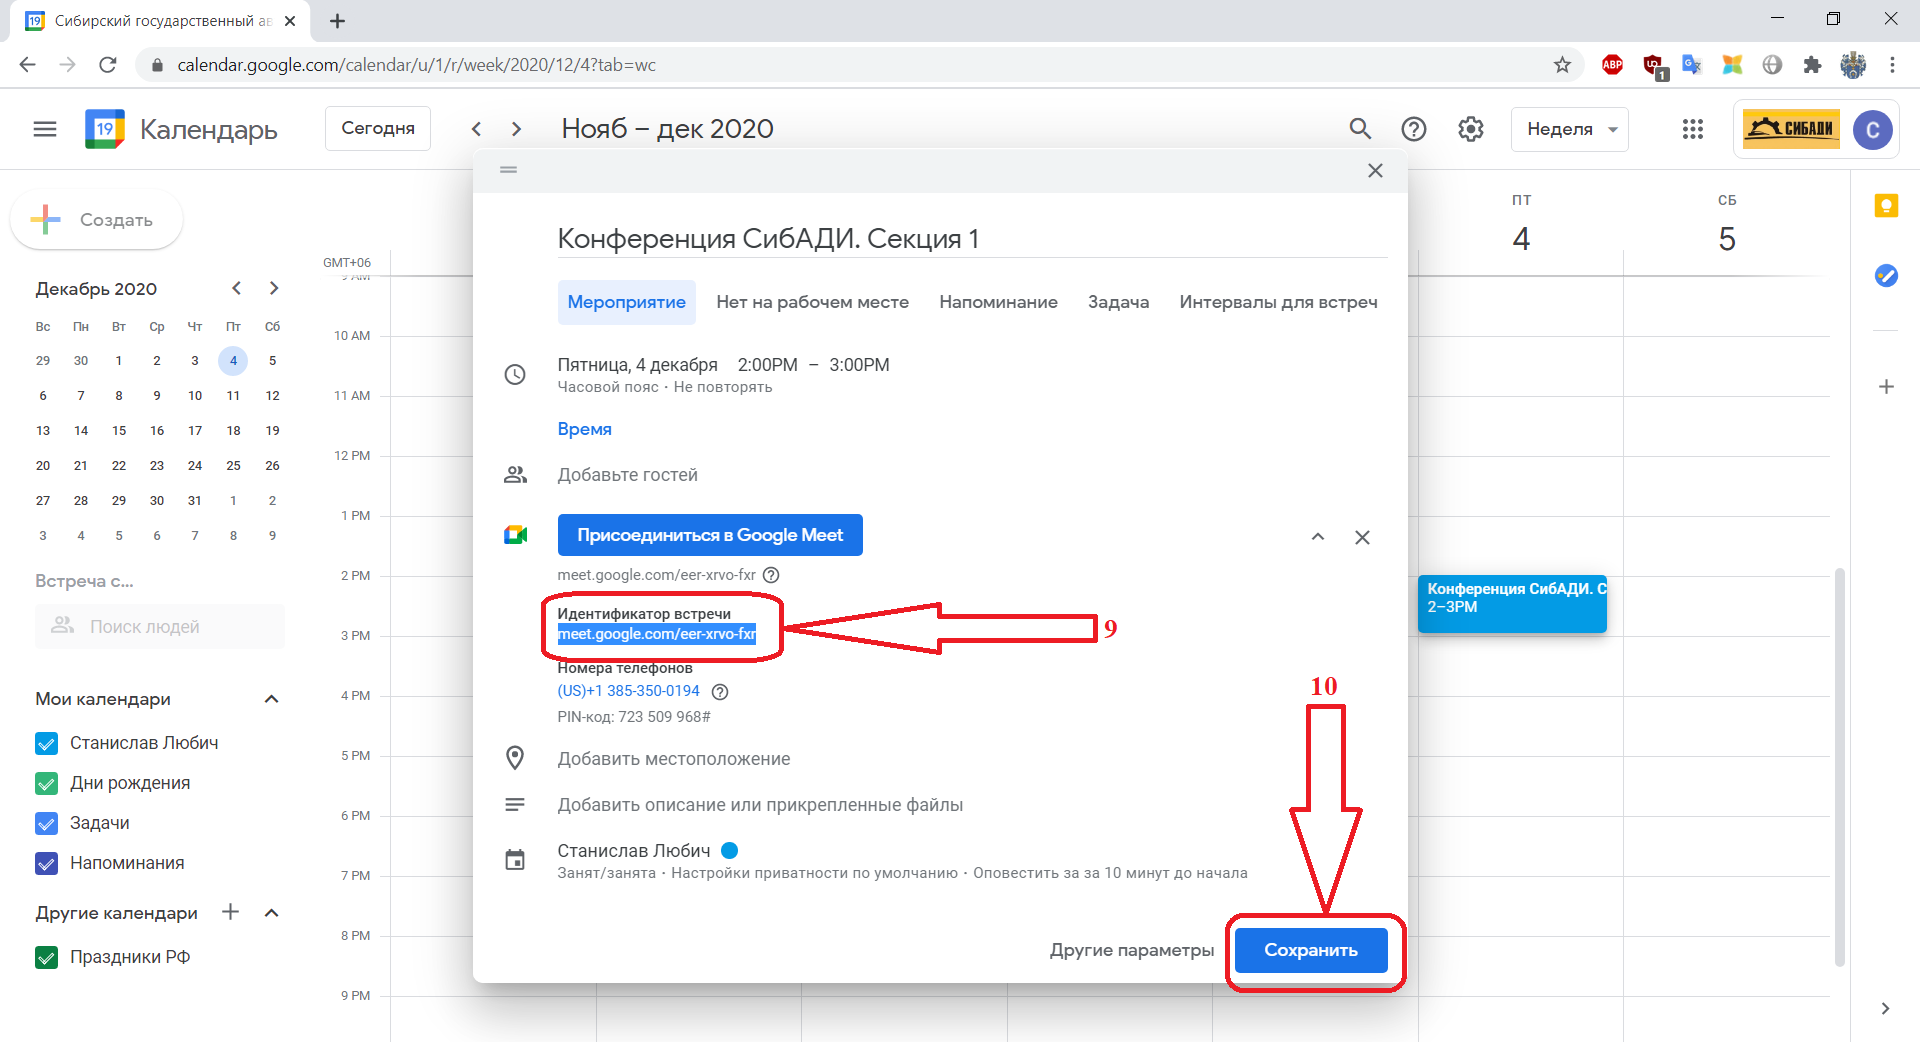 Сибирский государственный ав
calendar.google.com/calendar/u/1/r/week/2020/12/4?tab=wc
ABP
1
19
Календарь
Сегодня
Нояб – дек 2020
Неделя
СИБАДИ
С
Создать
GMT+06
Декабрь 2020
Вс Пн Вт Ср Чт Пт Сб
29 30 1 2 3 4 5
6 7 8 9 10 11 12
13 14 15 16 17 18 19
20 21 22 23 24 25 26
27 28 29 30 31 1 2
3 4 5 6 7 8 9
Встреча с...
Поиск людей
Мои календари
Станислав Любич
Дни рождения
Задачи
Напоминания
Другие календари
Праздники РФ
9 AM
10 AM
11 AM
12 PM
1 PM
2 PM
3 PM
4 PM
5 PM
6 PM
7 PM
8 PM
9 PM
Конференция СибАДИ. Секция 1
Мероприятие Нет на рабочем месте Напоминание Задача Интервалы для встреч
Пятница, 4 декабря 2:00PM – 3:00PM
Часовой пояс · Не повторять
Время
Добавьте гостей
Присоединиться в Google Meet
meet.google.com/eer-xrvo-fxr
Идентификатор встречи
meet.google.com/eer-xrvo-fxr
9
Номера телефонов
(US)+1 385-350-0194
PIN-код: 723 509 968#
10
Добавить местоположение
Добавить описание или прикрепленные файлы
Станислав Любич
Занят/занята · Настройки приватности по умолчанию · Оповестить за за 10 минут до начала
Другие параметры
Сохранить
ПТ
4
СБ
5
Конференция СибАДИ. С
2–3PM